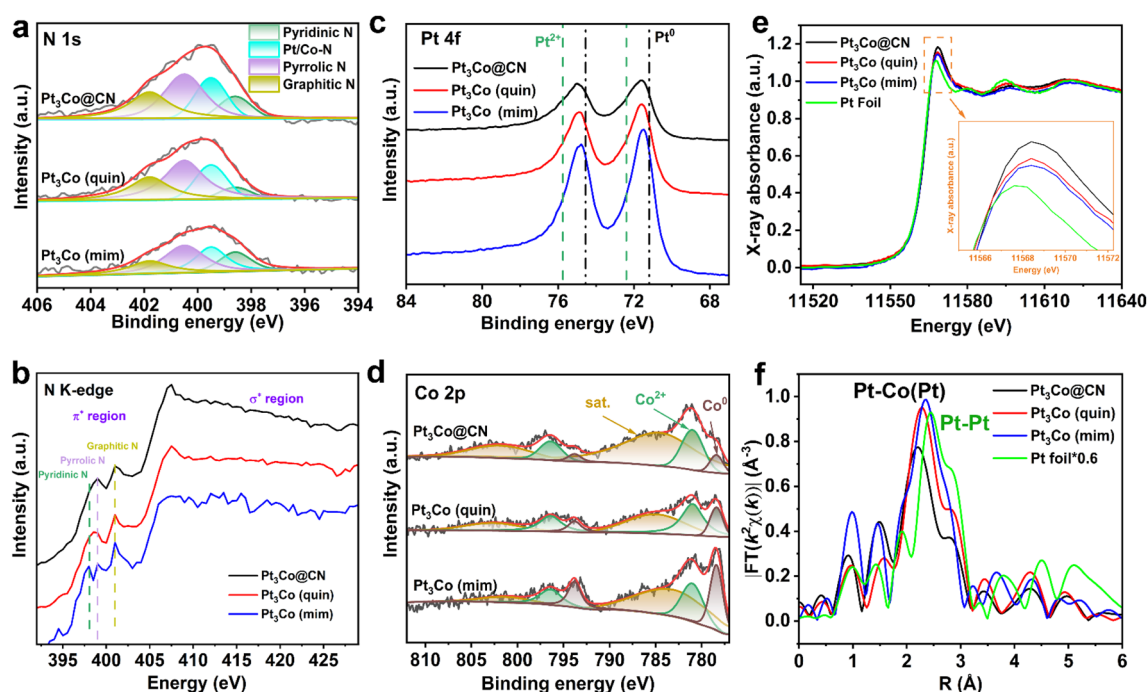 a
N 1s
Pyridinic N
Pt/Co-N
Pyrrolic N
Graphitic N
Pt₃Co@CN
Pt₃Co (quin)
Pt₃Co (mim)
Intensity (a.u.)
406 404 402 400 398 396 394
Binding energy (eV)
c
Pt 4f
Pt²⁺
Pt⁰
Pt₃Co@CN
Pt₃Co (quin)
Pt₃Co (mim)
Intensity (a.u.)
84 80 76 72 68
Binding energy (eV)
e
Pt₃Co@CN
Pt₃Co (quin)
Pt₃Co (mim)
Pt Foil
X-ray absorbance (a.u.)
1.2
1.0
0.8
0.6
0.4
0.2
0.0
X-ray absorbance (a.u.)
11566 11568 11570 11572
Energy (eV)
11520 11560 11580 11620 11640
Energy (eV)
b
N K-edge
π* region
σ* region
Graphitic N
Pyrrolic N
Pyridinic N
Pt₃Co@CN
Pt₃Co (quin)
Pt₃Co (mim)
Intensity (a.u.)
395 400 405 410 415 420 425
Energy (eV)
d
Co 2p
sat.
Co²⁺
Co⁰
Pt₃Co@CN
Pt₃Co (quin)
Pt₃Co (mim)
Intensity (a.u.)
810 805 800 795 790 785 780
Binding energy (eV)
f
Pt-Co(Pt)
Pt-Pt
Pt₃Co@CN
Pt₃Co (quin)
Pt₃Co (mim)
Pt foil*0.6
|FT(k²χ(k))| (Å⁻³)
1.0
0.8
0.6
0.4
0.2
0.0
0 1 2 3 4 5 6
R (Å)